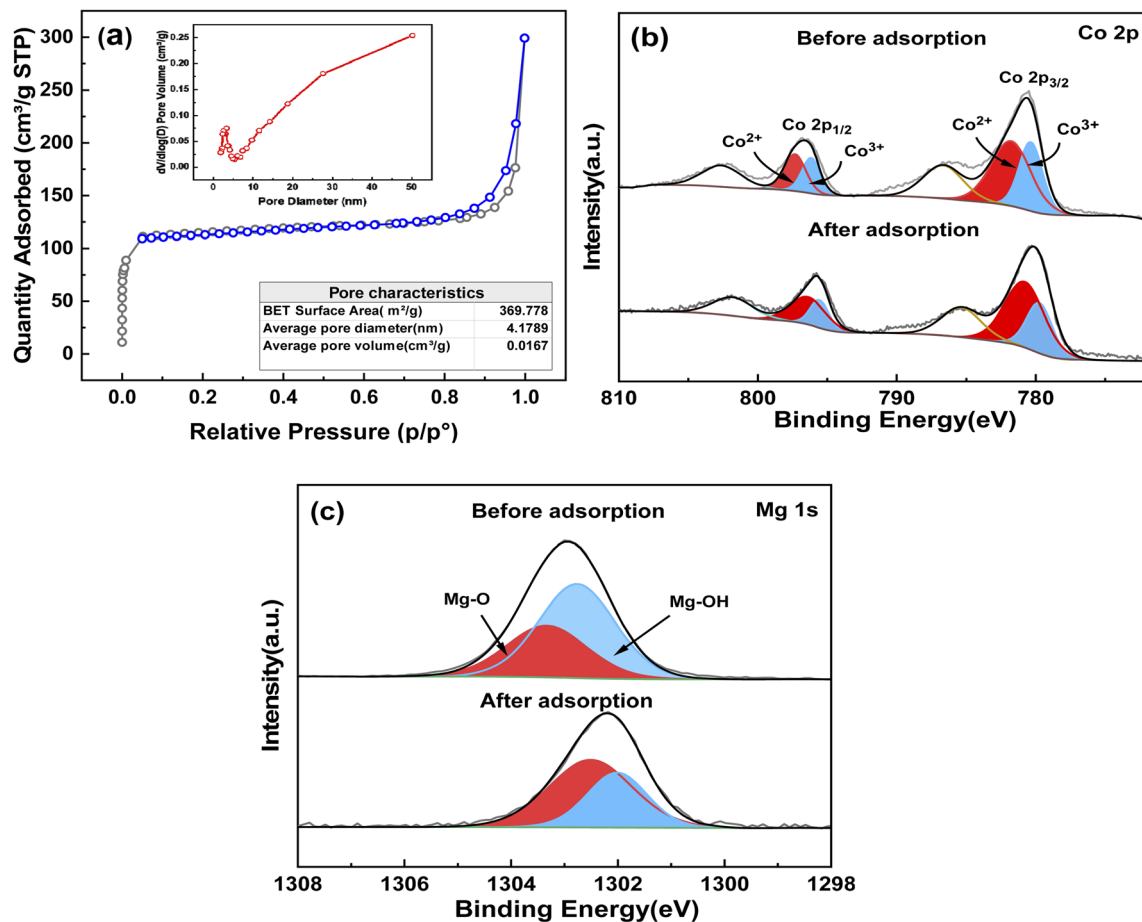 (a)
Quantity Adsorbed (cm³/g STP)
300
250
200
150
100
50
0
0.0
0.2
0.4
0.6
0.8
1.0
Relative Pressure (p/p°)
dV/dlog(D) Pore Volume (cm³/g)
0.25
0.20
0.15
0.10
0.05
0.00
0
10
20
30
40
50
Pore Diameter (nm)
Pore characteristics
BET Surface Area( m²/g) 369.778
Average pore diameter(nm) 4.1789
Average pore volume(cm³/g) 0.0167
(b)
Co 2p
Before adsorption
Co 2p3/2
Co²⁺
Co 2p1/2
Co³⁺
Co²⁺
Co³⁺
After adsorption
Intensity(a.u.)
810
800
790
780
Binding Energy(eV)
(c)
Mg 1s
Before adsorption
Mg-O
Mg-OH
After adsorption
Intensity(a.u.)
1308
1306
1304
1302
1300
1298
Binding Energy(eV)